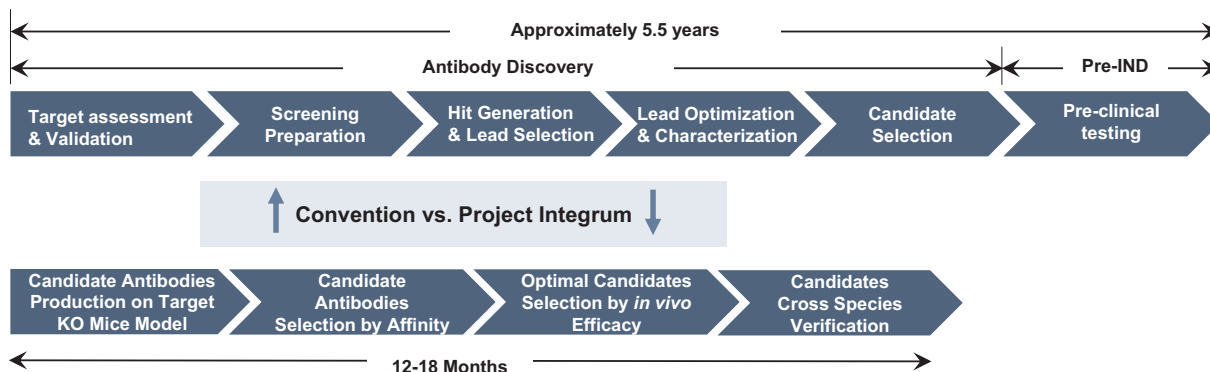 Approximately 5.5 years
Antibody Discovery
Pre-IND
Target assessment
& Validation
Screening
Preparation
Hit Generation
& Lead Selection
Lead Optimization
& Characterization
Candidate
Selection
Pre-clinical
testing
Convention vs. Project Integrum
Candidate Antibodies
Production on Target
KO Mice Model
Candidate
Antibodies
Selection by Affinity
Optimal Candidates
Selection by in vivo
Efficacy
Candidates
Cross Species
Verification
12-18 Months